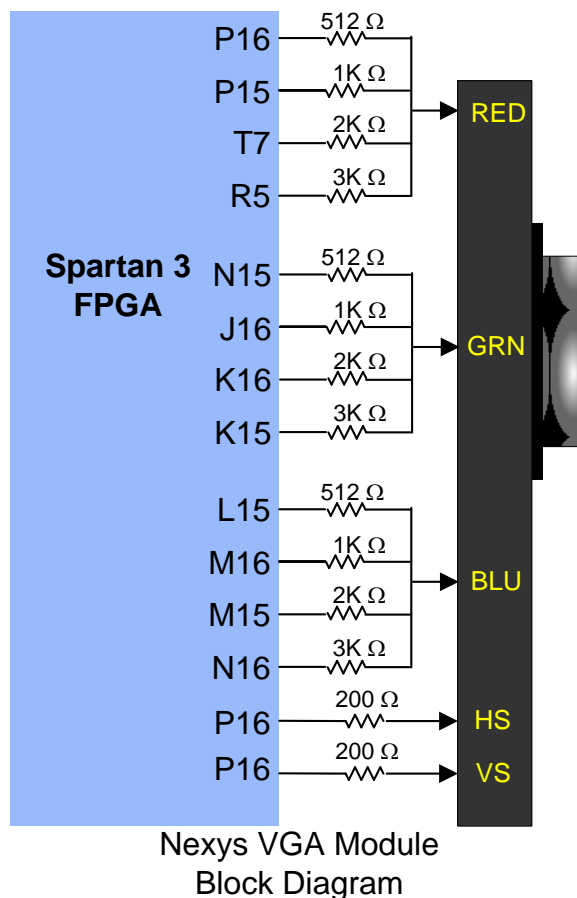 512 Ω
P16
1K Ω
P15
RED
2K Ω
T7
3K Ω
R5
Spartan 3
FPGA
512 Ω
N15
1K Ω
J16
GRN
2K Ω
K16
3K Ω
K15
512 Ω
L15
1K Ω
M16
BLU
2K Ω
M15
3K Ω
N16
200 Ω
P16
HS
200 Ω
P16
VS
Nexys VGA Module
Block Diagram